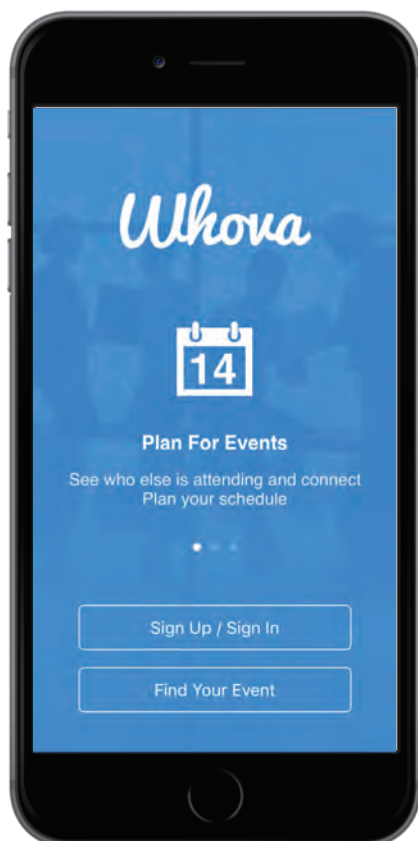 Whova
14
Plan For Events
See who else is attending and connect
Plan your schedule
Sign Up / Sign In
Find Your Event